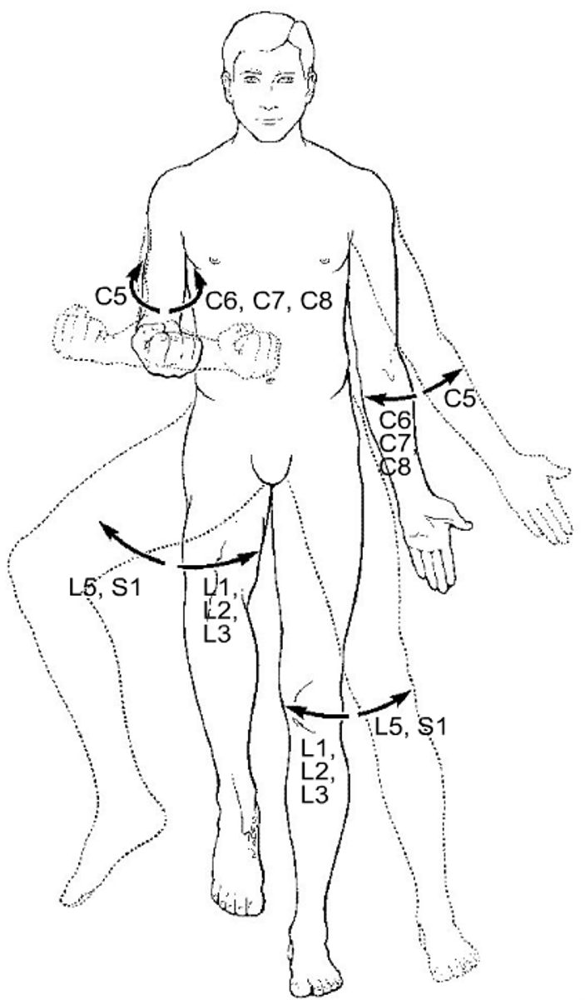 C5
C6, C7, C8
C5
C6
C7
C8
L5, S1
L1,
L2,
L3
L5, S1
L1,
L2,
L3